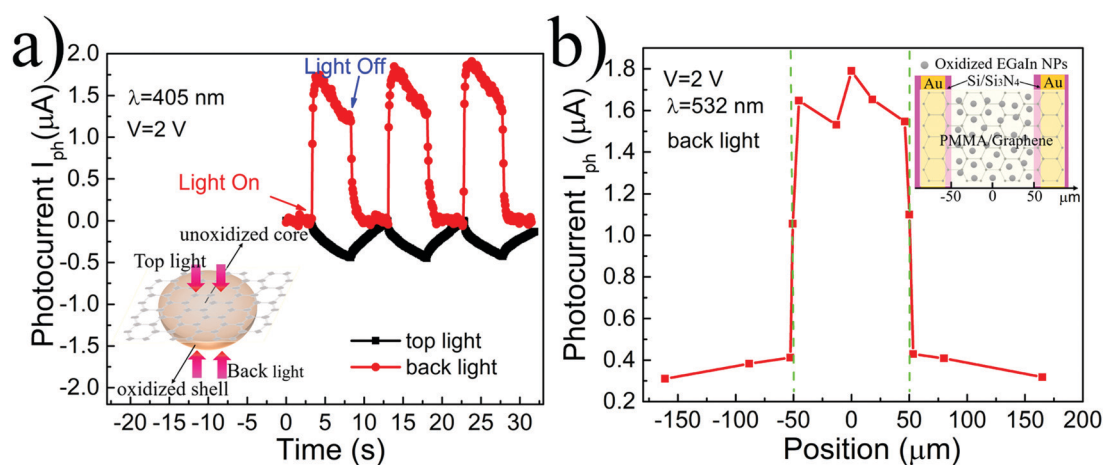 a)
Photocurrent Iph(μA)
2.0
1.5
1.0
0.5
0.0
-0.5
-1.0
-1.5
-2.0
λ=405 nm
V=2 V
Light Off
Light On
unoxidized core
Top light
Back light
oxidized shell
top light
back light
-20 -15 -10 -5 0 5 10 15 20 25 30
Time (s)
b)
Photocurrent Iph (μA)
1.8
1.6
1.4
1.2
1.0
0.8
0.6
0.4
0.2
V=2 V
λ=532 nm
back light
Oxidized EGaIn NPs
Au Si/Si3N4 Au
PMMA/Graphene
-50 0 50 μm
-150 -100 -50 0 50 100 150 200
Position (μm)